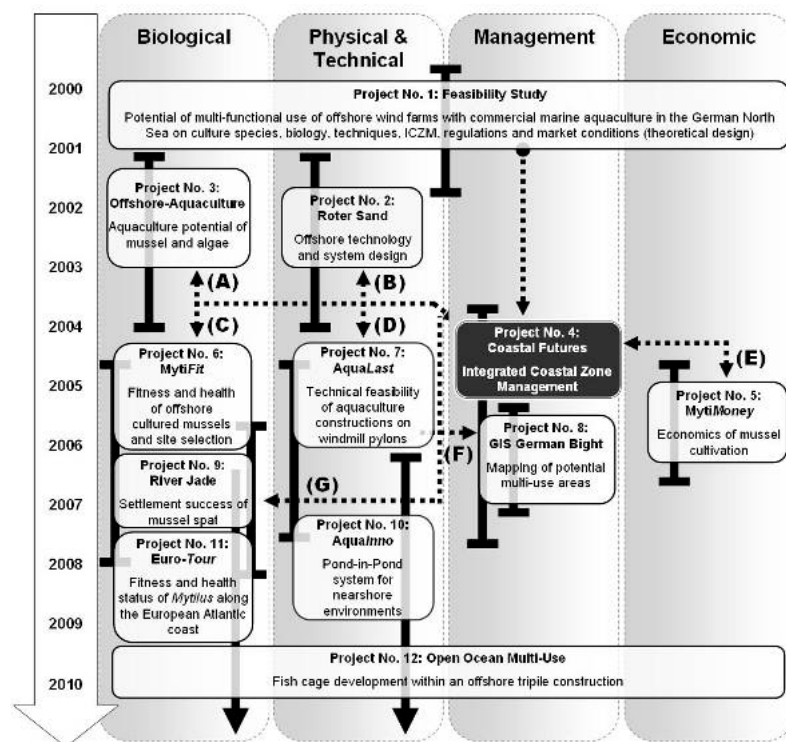 Biological
Physical &
Technical
Management
Economic
2000
2001
2002
2003
2004
2005
2006
2007
2008
2009
2010
Project No. 1: Feasibility Study
Potential of multi-functional use of offshore wind farms with commercial marine aquaculture in the German North
Sea on culture species, biology, techniques, ICZM, regulations and market conditions (theoretical design)
Project No. 3:
Offshore-Aquaculture
Aquaculture potential
of mussel and algae
Project No. 2:
Roter Sand
Offshore technology
and system design
(A)
(B)
(C)
(D)
Project No. 4:
Coastal Futures
Integrated Coastal Zone
Management
(E)
Project No. 5:
MytiMoney
Economics of mussel
cultivation
Project No. 6:
MytiFit
Fitness and health
of offshore
cultured mussels
and site selection
Project No. 7:
AquaLast
Technical feasibility
of aquaculture
constructions on
windmill pylons
(F)
Project No. 8:
GIS German Bight
Mapping of potential
multi-use areas
Project No. 9:
River Jade
Settlement success of
mussel spat
(G)
Project No. 10:
AquaInno
Pond-in-Pond
system for
nearshore
environments
Project No. 11:
Euro-Tour
Fitness and health
status of Mytilus along
the European Atlantic
coast
Project No. 12: Open Ocean Multi-Use
Fish cage development within an offshore tripile construction